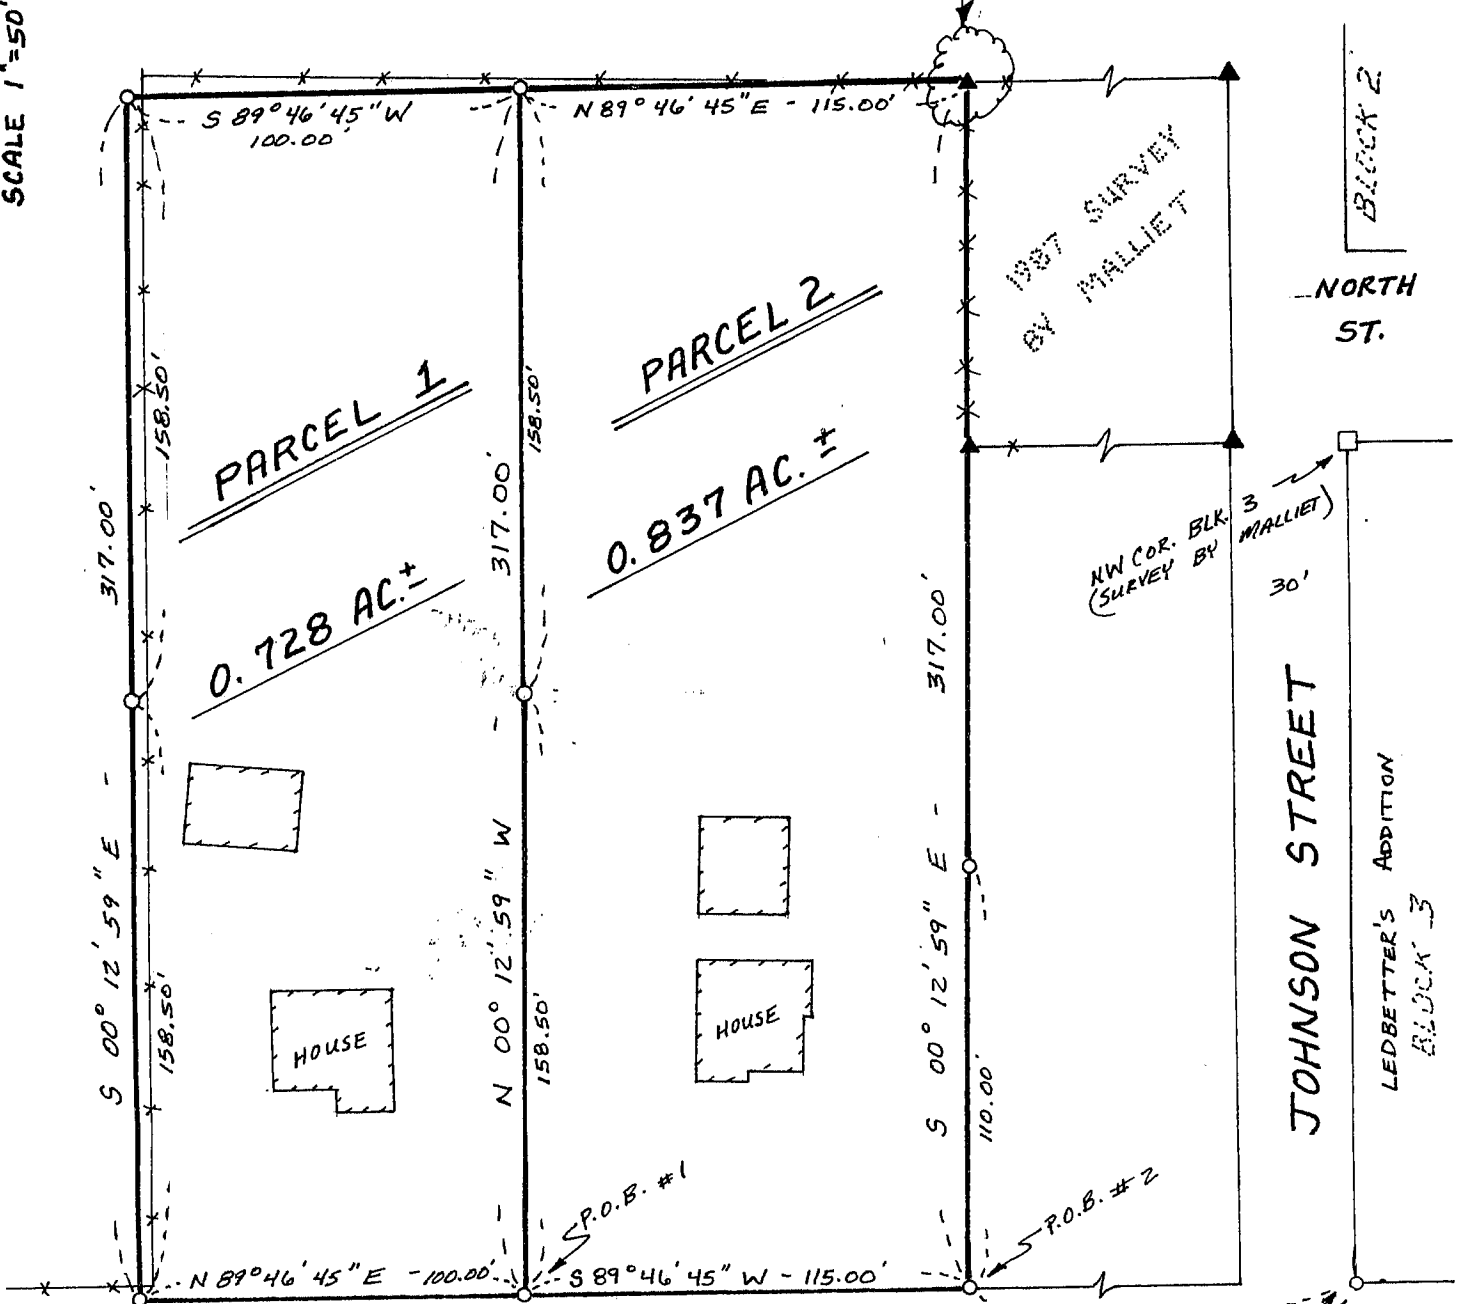 SCALE 1"=50'
S 89°46'45"W
100.00'
N 89°46'45"E - 115.00'
BLOCK 2
1987 SURVEY
BY MALLIET
NORTH
ST.
PARCEL 1
PARCEL 2
158.50'
158.50'
0.728 AC.±
0.837 AC.±
S 00° 12' 59" E - 317.00'
N 00° 12' 59" W - 317.00'
S 00° 12' 59" E - 317.00'
NW COR. BLK. 3
(SURVEY BY MALLIET)
30'
JOHNSON STREET
LEDBETTER'S ADDITION
BLOCK 3
HOUSE
HOUSE
158.50'
158.50'
110.00'
P.O.B. #1
P.O.B. #2
N 89°46'45"E -100.00'
S 89°46'45"W - 115.00'